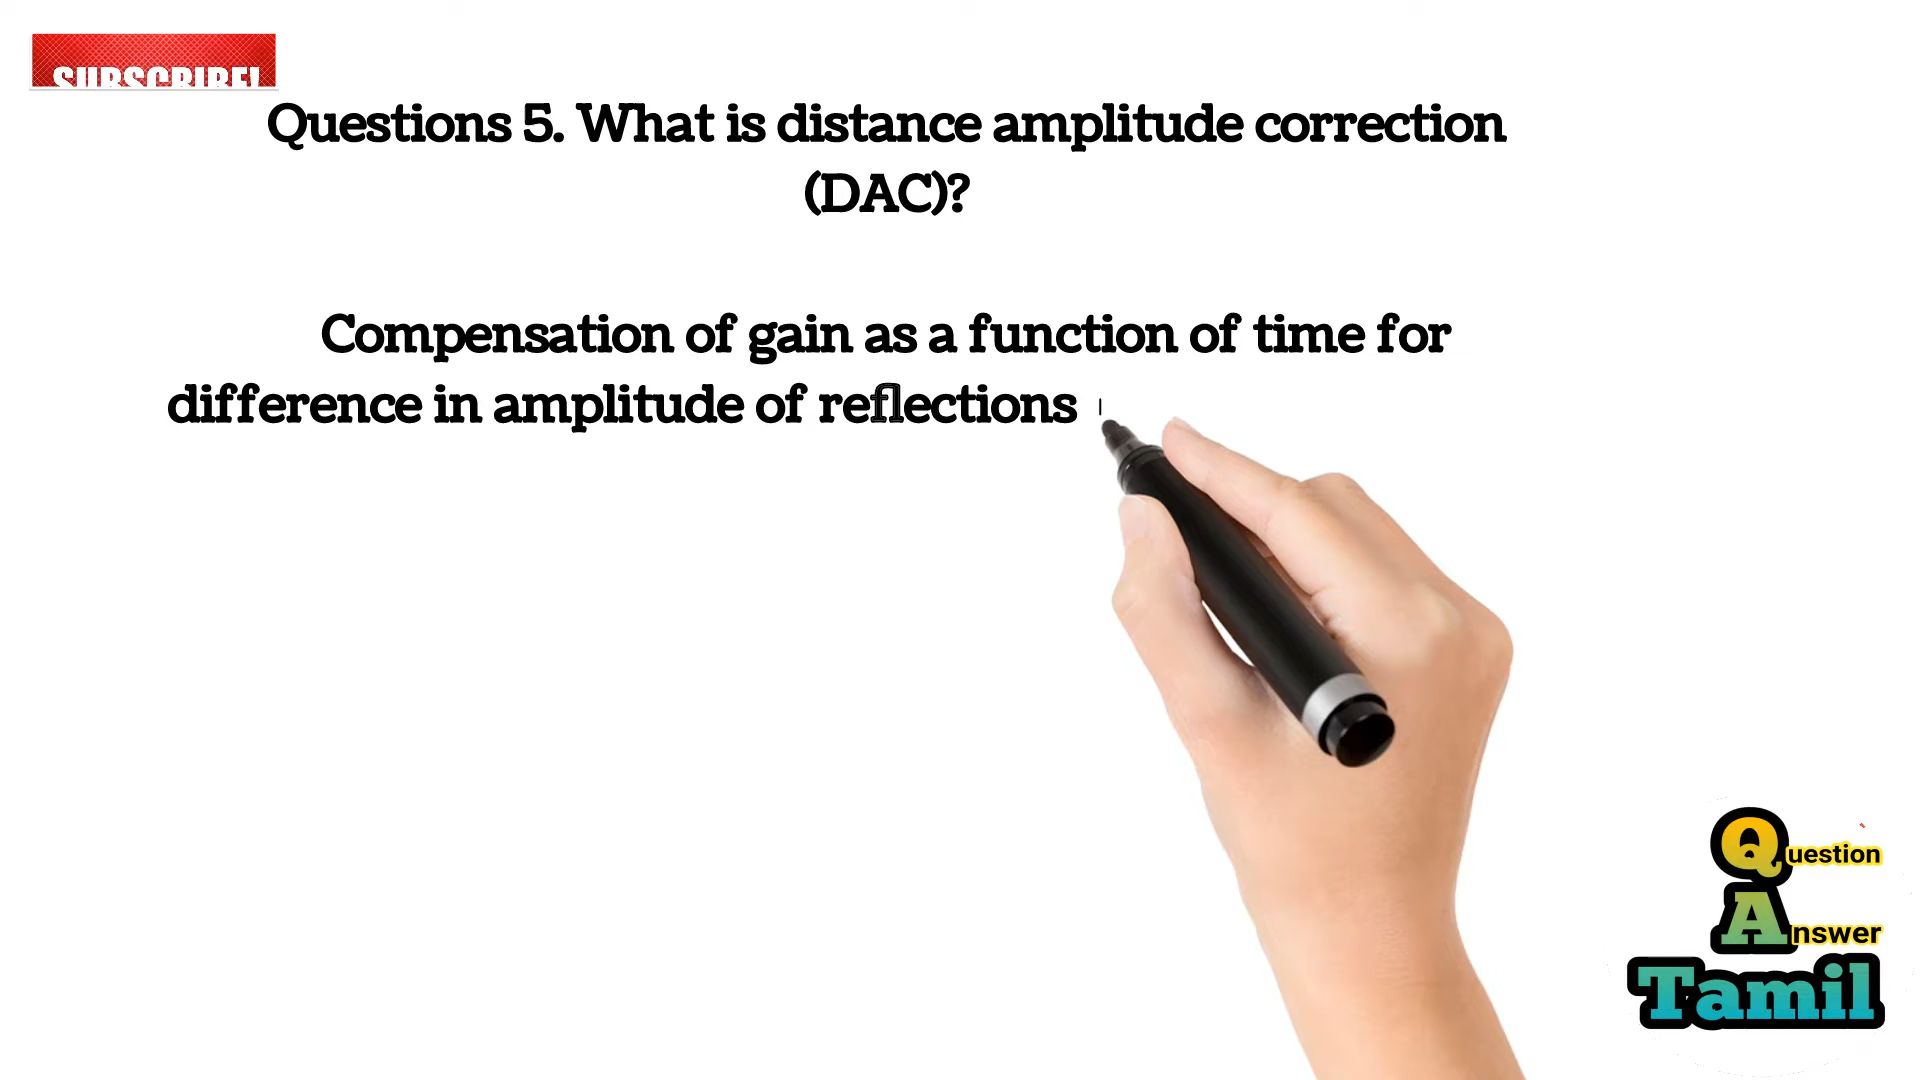 SUBSCRIBE!
Questions 5. What is distance amplitude correction
(DAC)?
Compensation of gain as a function of time for
difference in amplitude of reflections
Question
Answer
Tamil